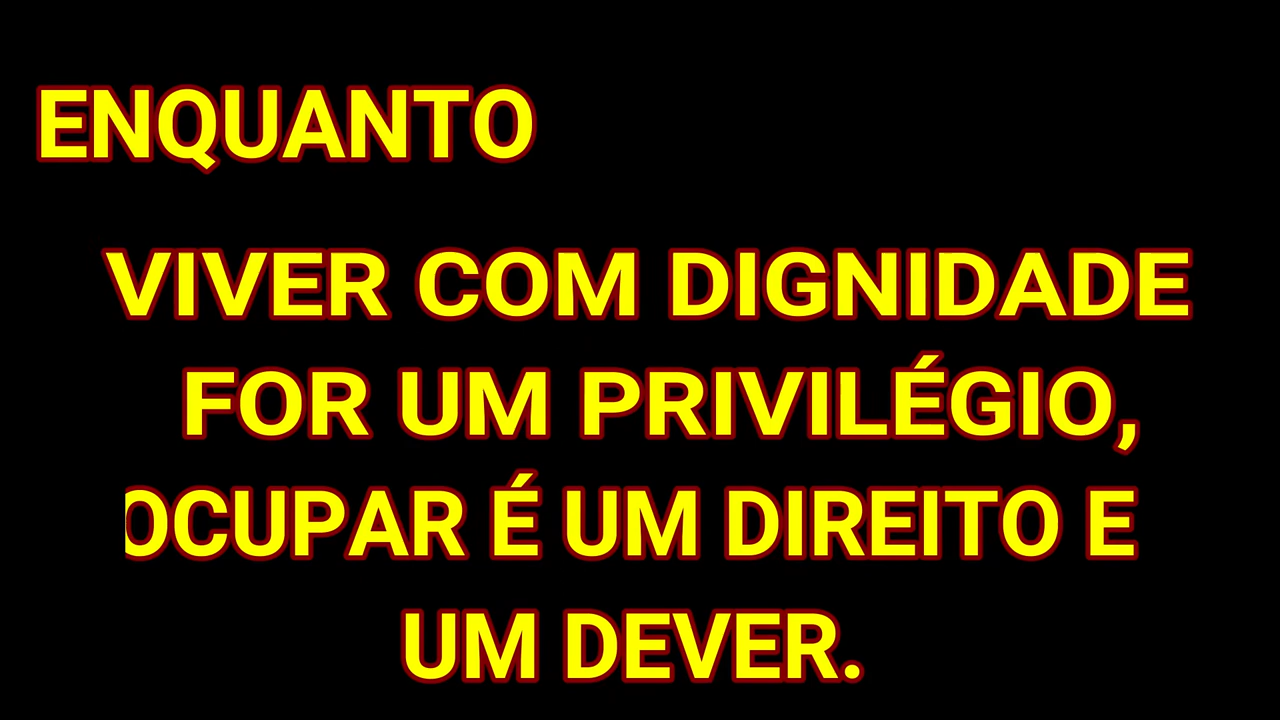 ENQUANTO
VIVER COM DIGNIDADE
FOR UM PRIVILÉGIO,
OCUPAR É UM DIREITO E
UM DEVER.